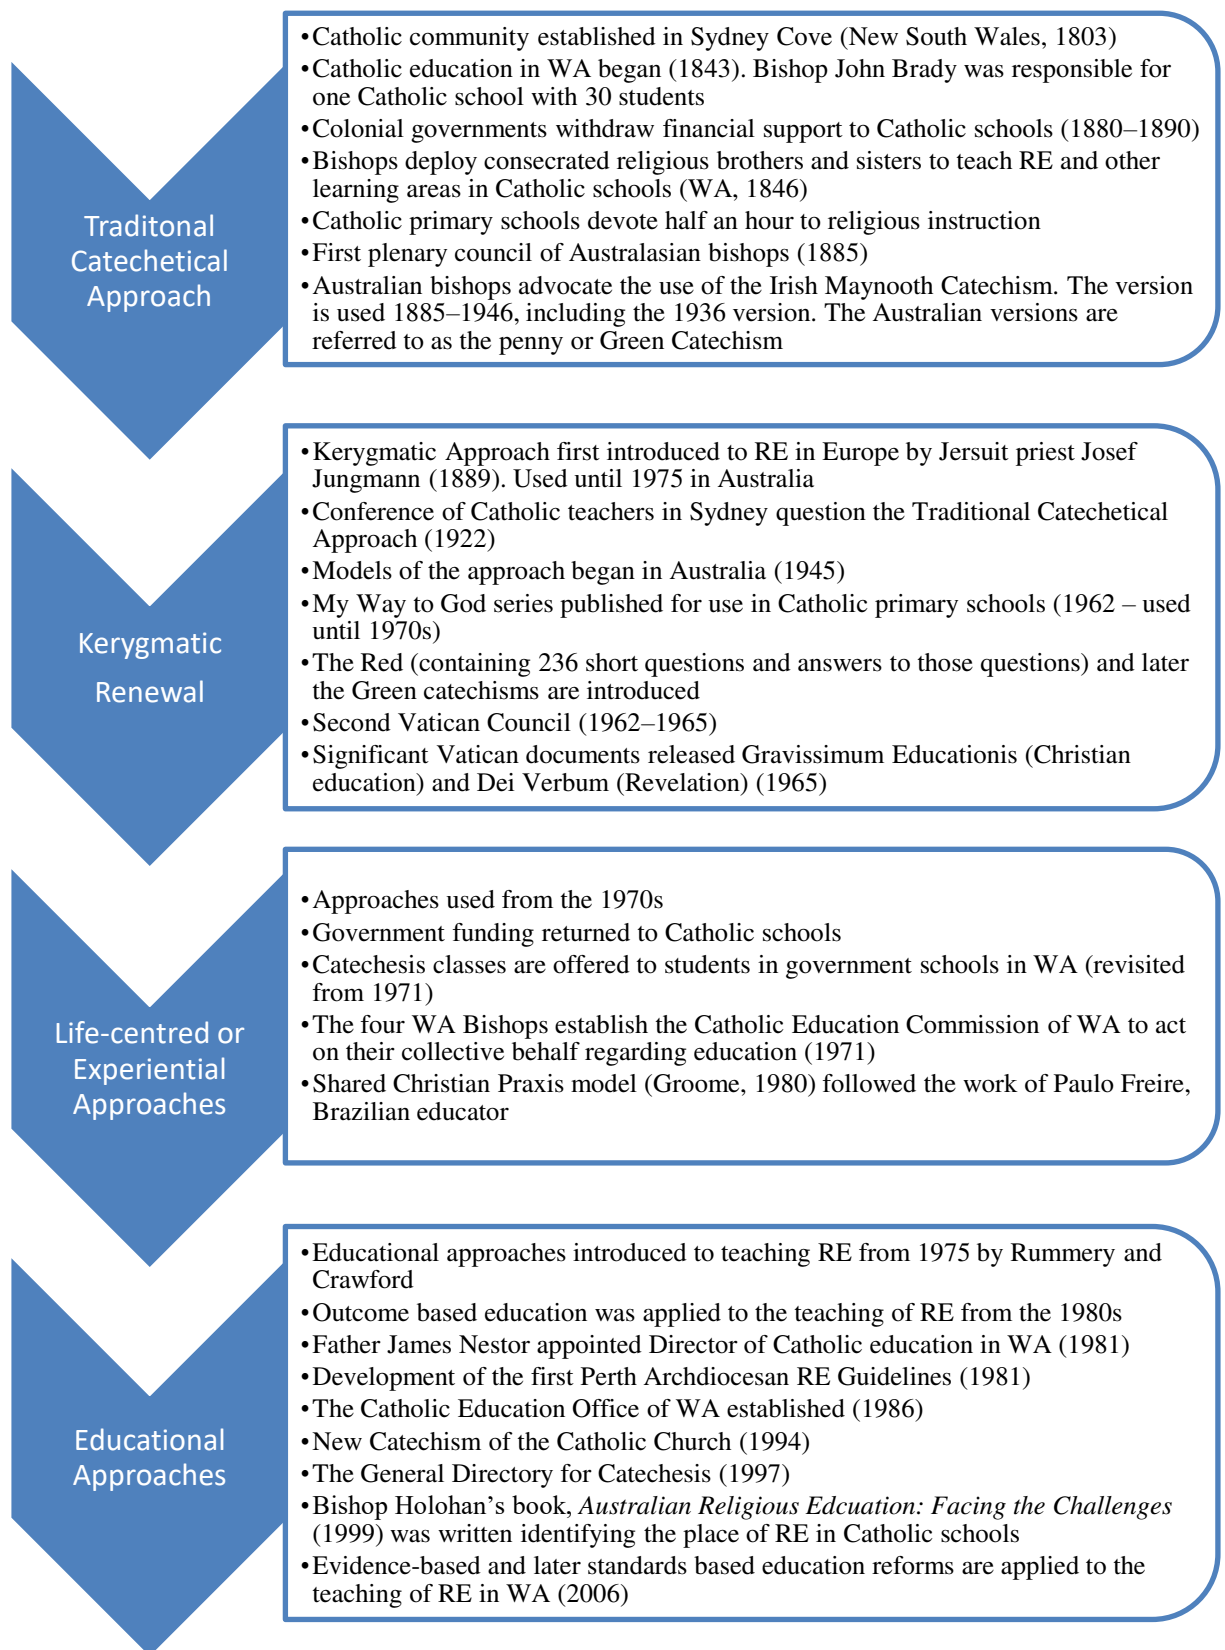 Traditonal
Catechetical
Approach
•Catholic community established in Sydney Cove (New South Wales, 1803)
•Catholic education in WA began (1843). Bishop John Brady was responsible for
one Catholic school with 30 students
•Colonial governments withdraw financial support to Catholic schools (1880–1890)
•Bishops deploy consecrated religious brothers and sisters to teach RE and other
learning areas in Catholic schools (WA, 1846)
•Catholic primary schools devote half an hour to religious instruction
•First plenary council of Australasian bishops (1885)
•Australian bishops advocate the use of the Irish Maynooth Catechism. The version
is used 1885–1946, including the 1936 version. The Australian versions are
referred to as the penny or Green Catechism
Kerygmatic
Renewal
•Kerygmatic Approach first introduced to RE in Europe by Jersuit priest Josef
Jungmann (1889). Used until 1975 in Australia
•Conference of Catholic teachers in Sydney question the Traditional Catechetical
Approach (1922)
•Models of the approach began in Australia (1945)
•My Way to God series published for use in Catholic primary schools (1962 – used
until 1970s)
•The Red (containing 236 short questions and answers to those questions) and later
the Green catechisms are introduced
•Second Vatican Council (1962–1965)
•Significant Vatican documents released Gravissimum Educationis (Christian
education) and Dei Verbum (Revelation) (1965)
Life-centred or
Experiential
Approaches
•Approaches used from the 1970s
•Government funding returned to Catholic schools
•Catechesis classes are offered to students in government schools in WA (revisited
from 1971)
•The four WA Bishops establish the Catholic Education Commission of WA to act
on their collective behalf regarding education (1971)
•Shared Christian Praxis model (Groome, 1980) followed the work of Paulo Freire,
Brazilian educator
Educational
Approaches
•Educational approaches introduced to teaching RE from 1975 by Rummery and
Crawford
•Outcome based education was applied to the teaching of RE from the 1980s
•Father James Nestor appointed Director of Catholic education in WA (1981)
•Development of the first Perth Archdiocesan RE Guidelines (1981)
•The Catholic Education Office of WA established (1986)
•New Catechism of the Catholic Church (1994)
•The General Directory for Catechesis (1997)
•Bishop Holohan’s book, Australian Religious Edcuation: Facing the Challenges
(1999) was written identifying the place of RE in Catholic schools
•Evidence-based and later standards based education reforms are applied to the
teaching of RE in WA (2006)